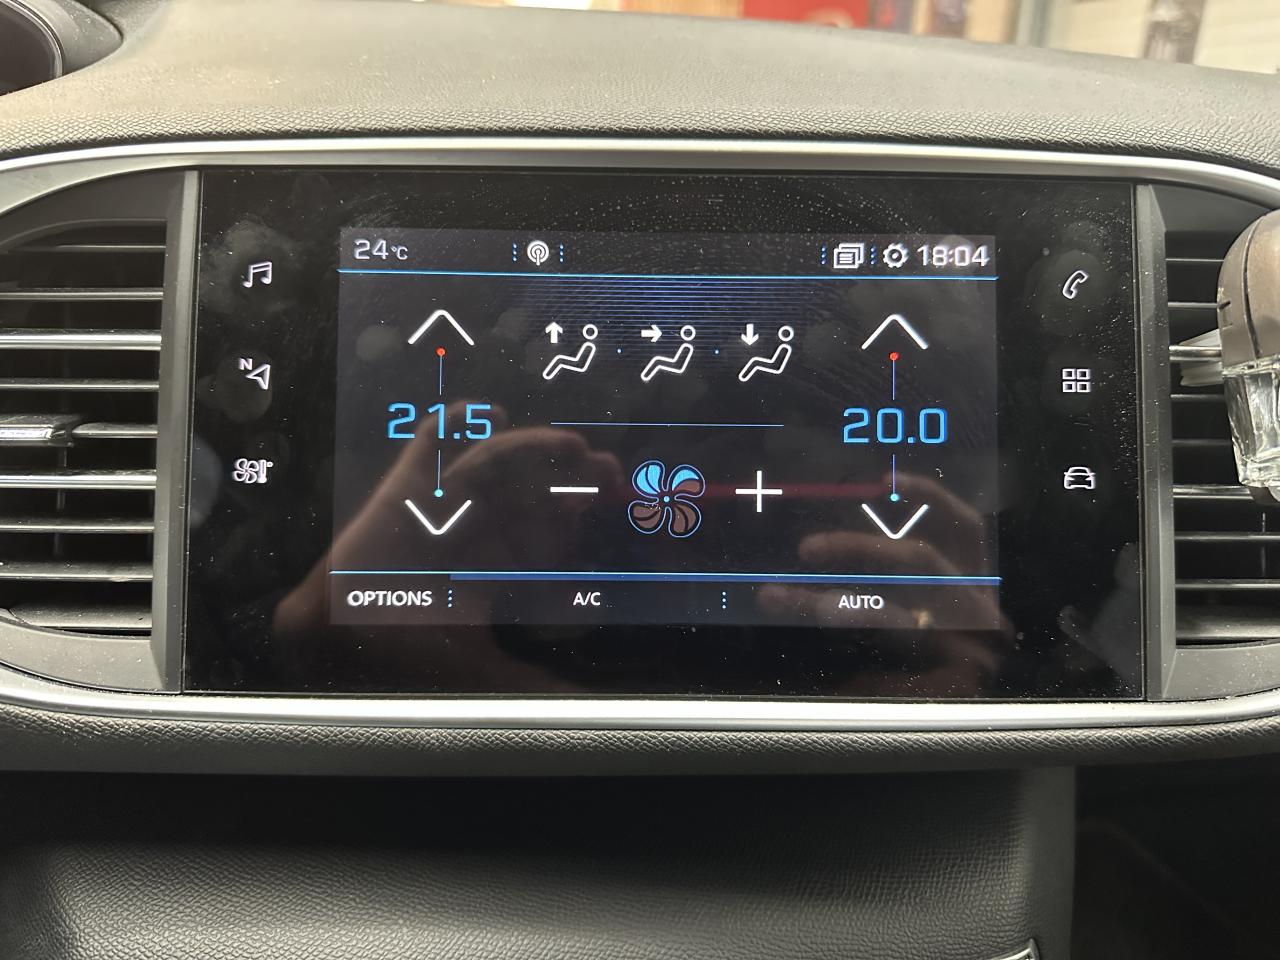 24°C
18:04
N
21.5
20.0
OPTIONS
A/C
AUTO